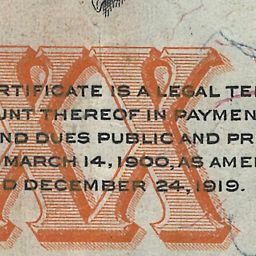 RTIFICATE IS A LEGAL TE
UNT THEREOF IN PAYMEN
ND DUES PUBLIC AND PR
MARCH 14, 1900, AS AME
D DECEMBER 24, 1919.
XX